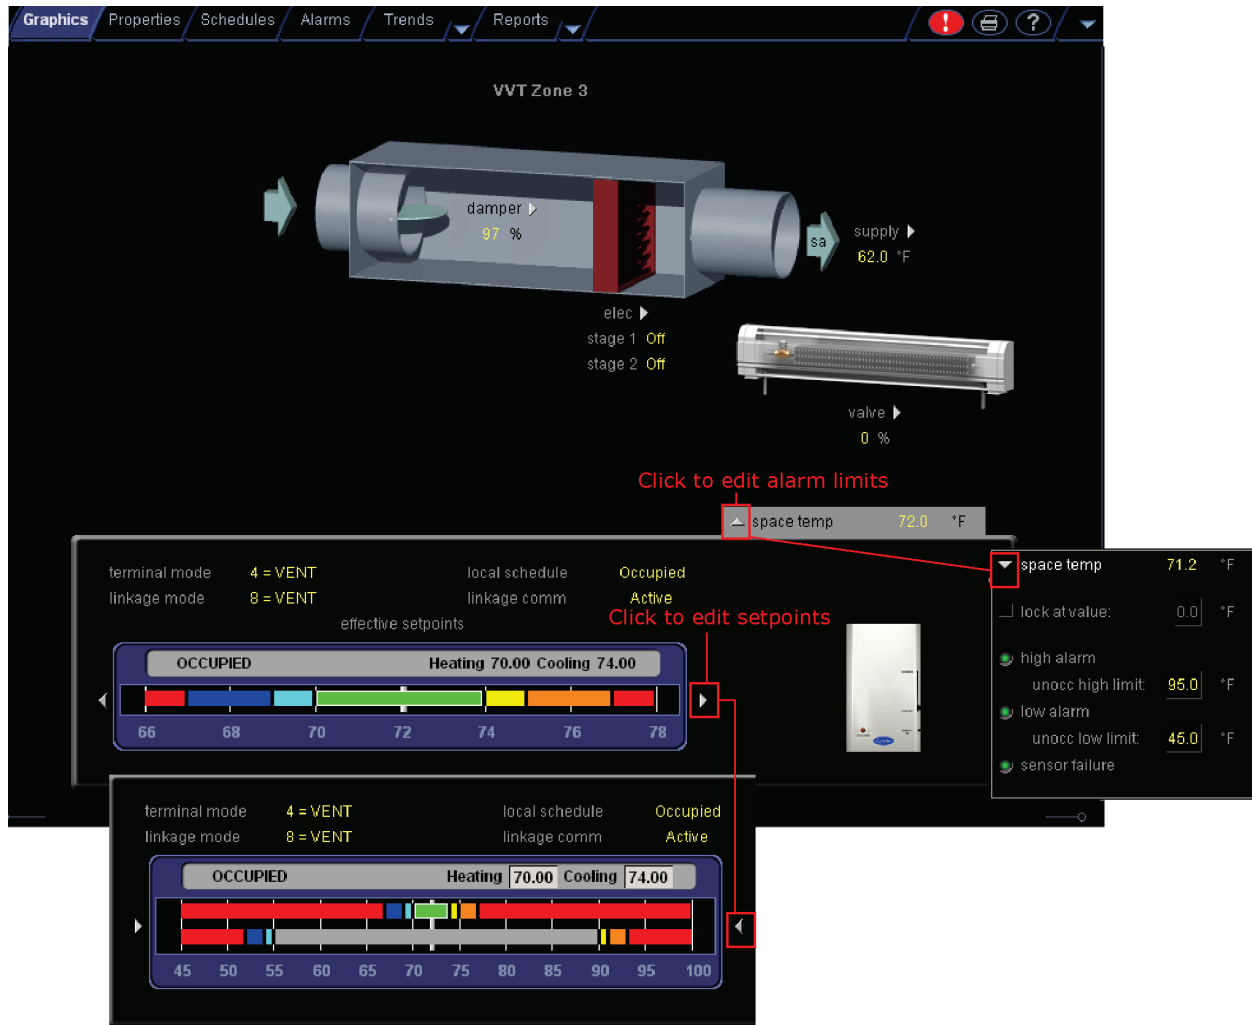 Graphics Properties Schedules Alarms Trends Reports ! ?
VVT Zone 3
damper
97 %
sa
supply
62.0 °F
elec
stage 1 Off
stage 2 Off
valve
0 %
Click to edit alarm limits
space temp 72.0 °F
terminal mode 4 = VENT local schedule Occupied
linkage mode 8 = VENT linkage comm Active
effective setpoints
Click to edit setpoints
OCCUPIED Heating 70.00 Cooling 74.00
66 68 70 72 74 76 78
space temp 71.2 °F
lock at value: 0.0 °F
high alarm
unocc high limit: 95.0 °F
low alarm
unocc low limit: 45.0 °F
sensor failure
terminal mode 4 = VENT local schedule Occupied
linkage mode 8 = VENT linkage comm Active
OCCUPIED Heating 70.00 Cooling 74.00
45 50 55 60 65 70 75 80 85 90 95 100